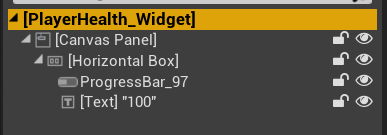 [PlayerHealth_Widget]
[Canvas Panel]
[Horizontal Box]
ProgressBar_97
[Text] "100"